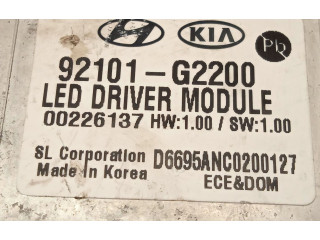 KIA Pb
92101-G2200
LED DRIVER MODULE
00226137 HW:1.00 / SW:1.00
SL Corporation D6695ANC0200127
Made in Korea ECE&DOM